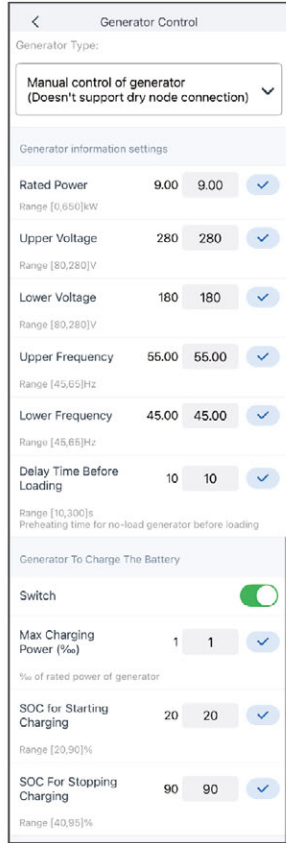 Generator Control
Generator Type:
Manual control of generator
(Doesn't support dry node connection)
Generator information settings
Rated Power 9.00 9.00
Range [0,650]kW
Upper Voltage 280 280
Range [80,280]V
Lower Voltage 180 180
Range [80,280]V
Upper Frequency 55.00 55.00
Range [45,65]Hz
Lower Frequency 45.00 45.00
Range [45,65]Hz
Delay Time Before
Loading 10 10
Range [10,300]s
Preheating time for no-load generator before loading
Generator To Charge The Battery
Switch
Max Charging
Power (‰) 1 1
‰ of rated power of generator
SOC for Starting
Charging 20 20
Range [20,90]%
SOC For Stopping
Charging 90 90
Range [40,95]%